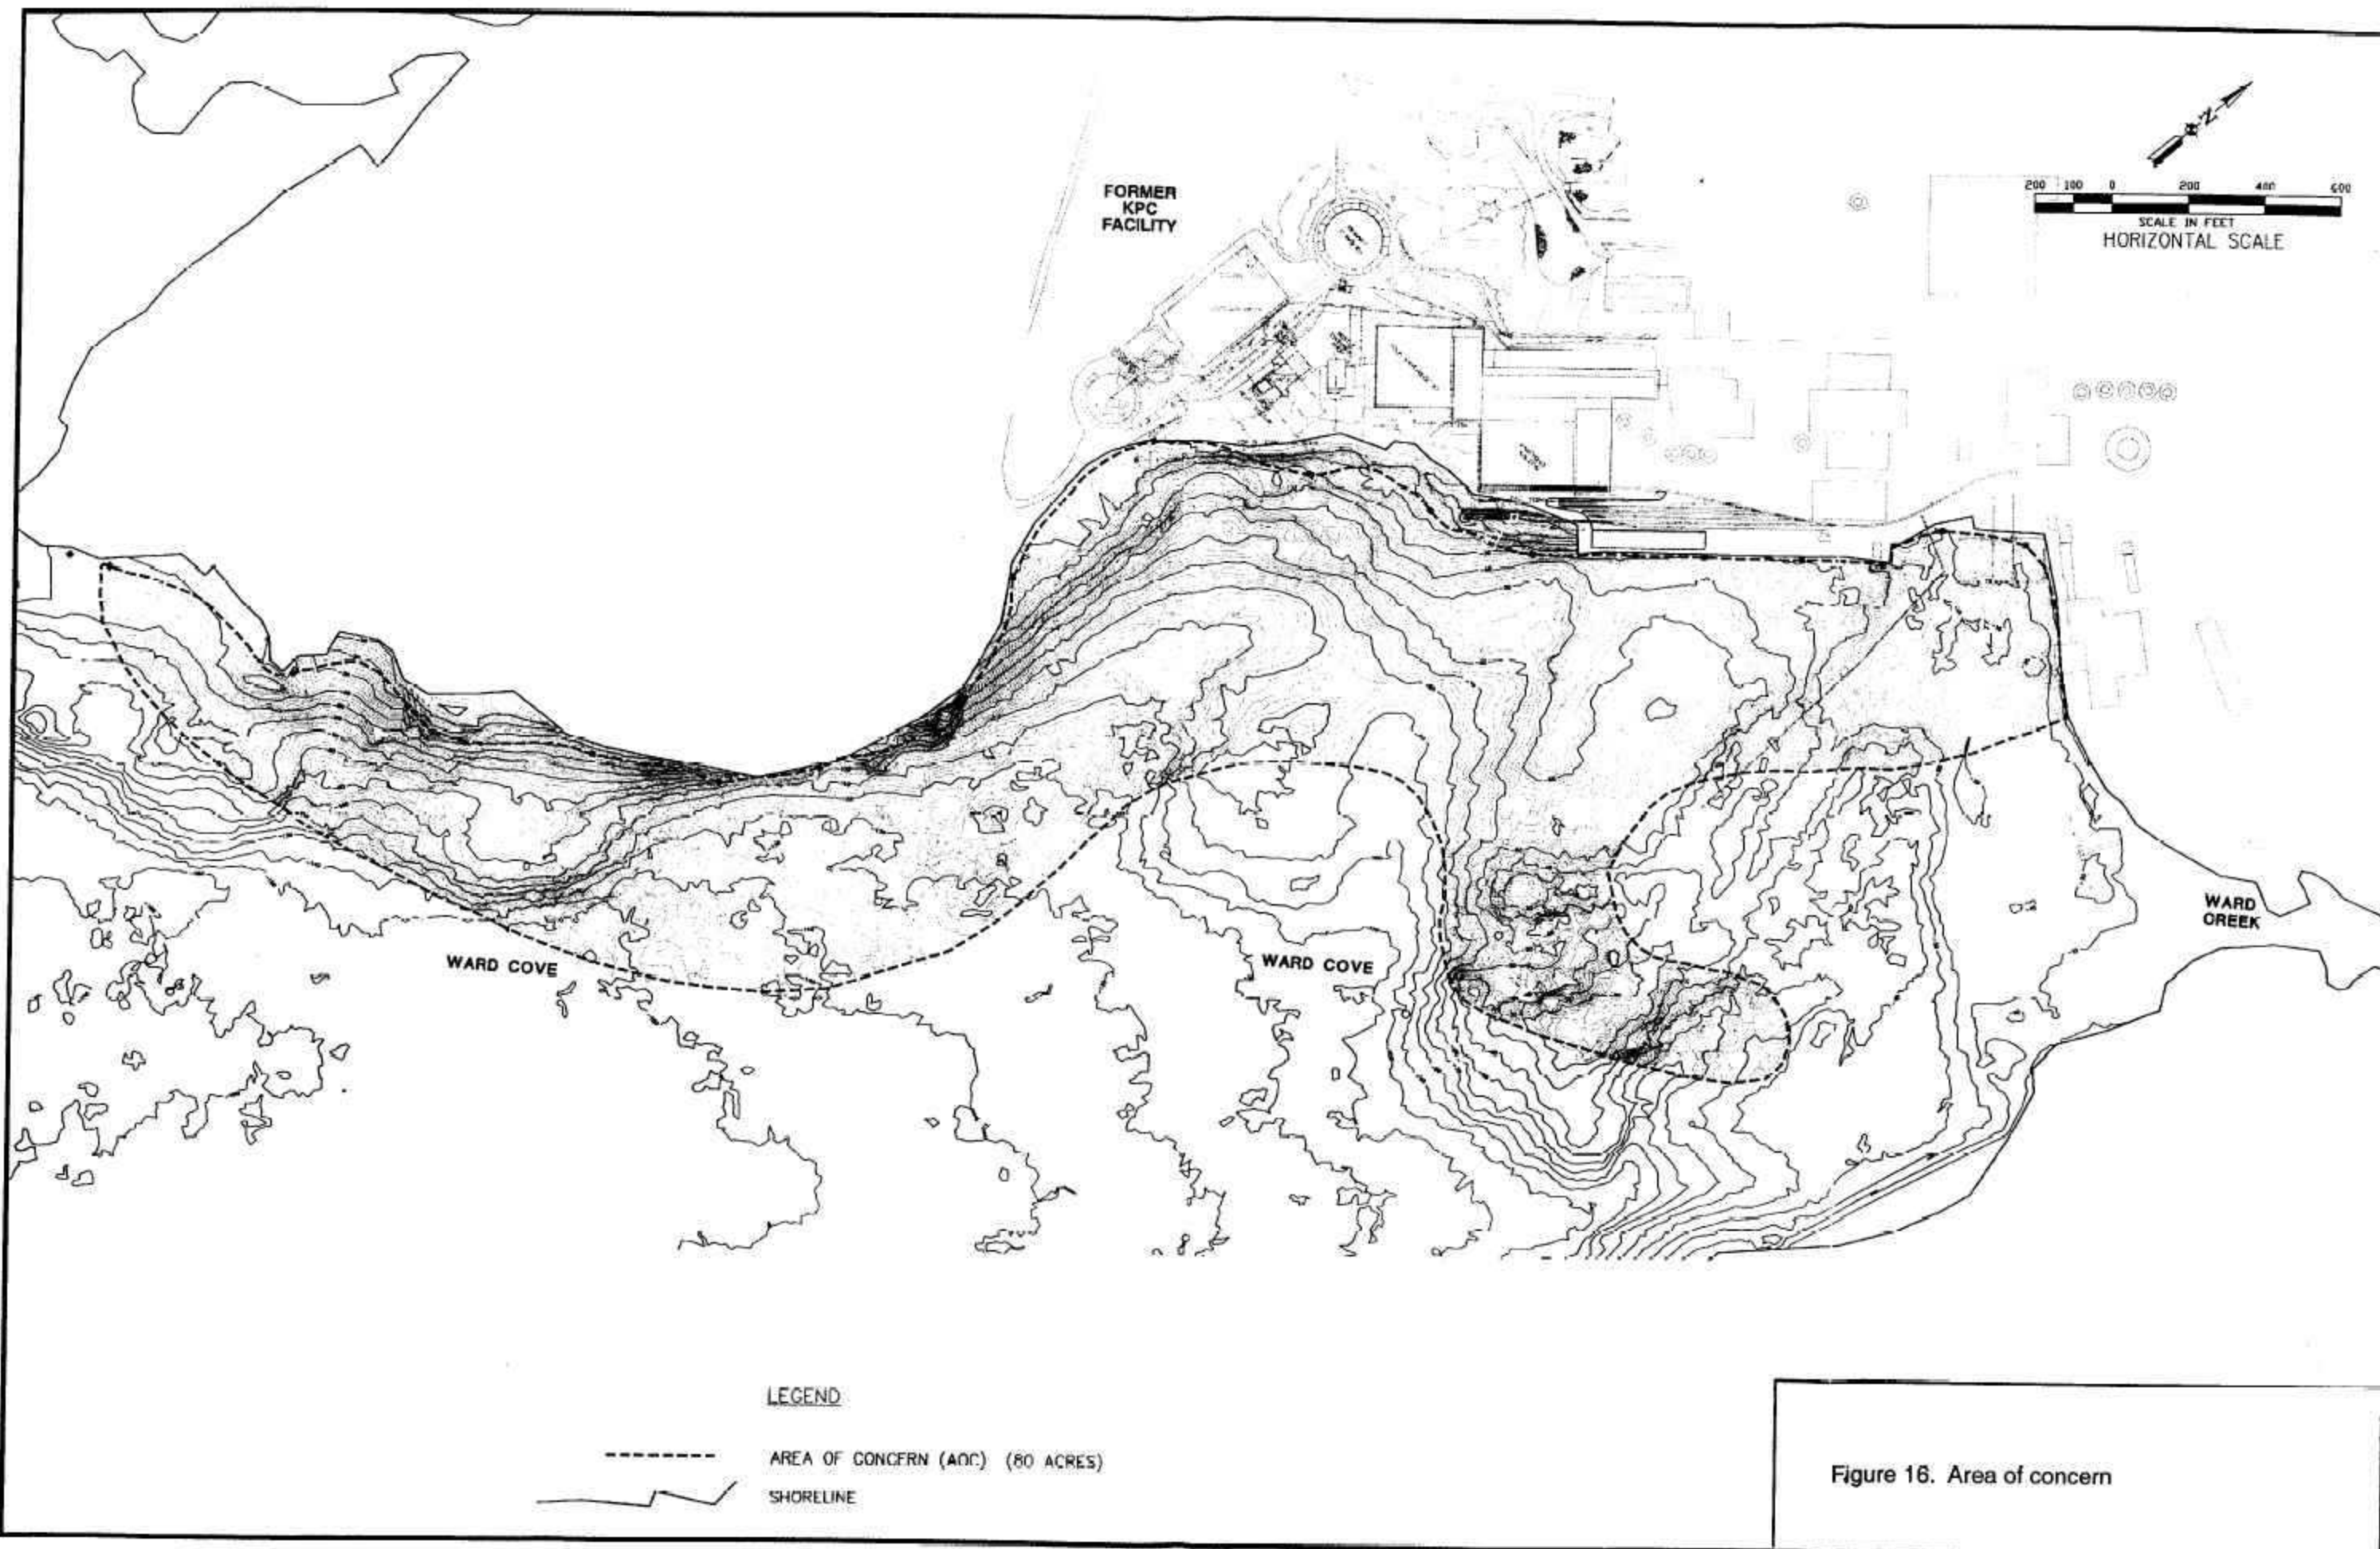 FORMER
KPC
FACILITY
N
200 100 0 200 400 600
SCALE IN FEET
HORIZONTAL SCALE
WARD
CREEK
WARD COVE
WARD COVE
LEGEND
AREA OF CONCERN (AOC) (80 ACRES)
SHORELINE
Figure 16. Area of concern